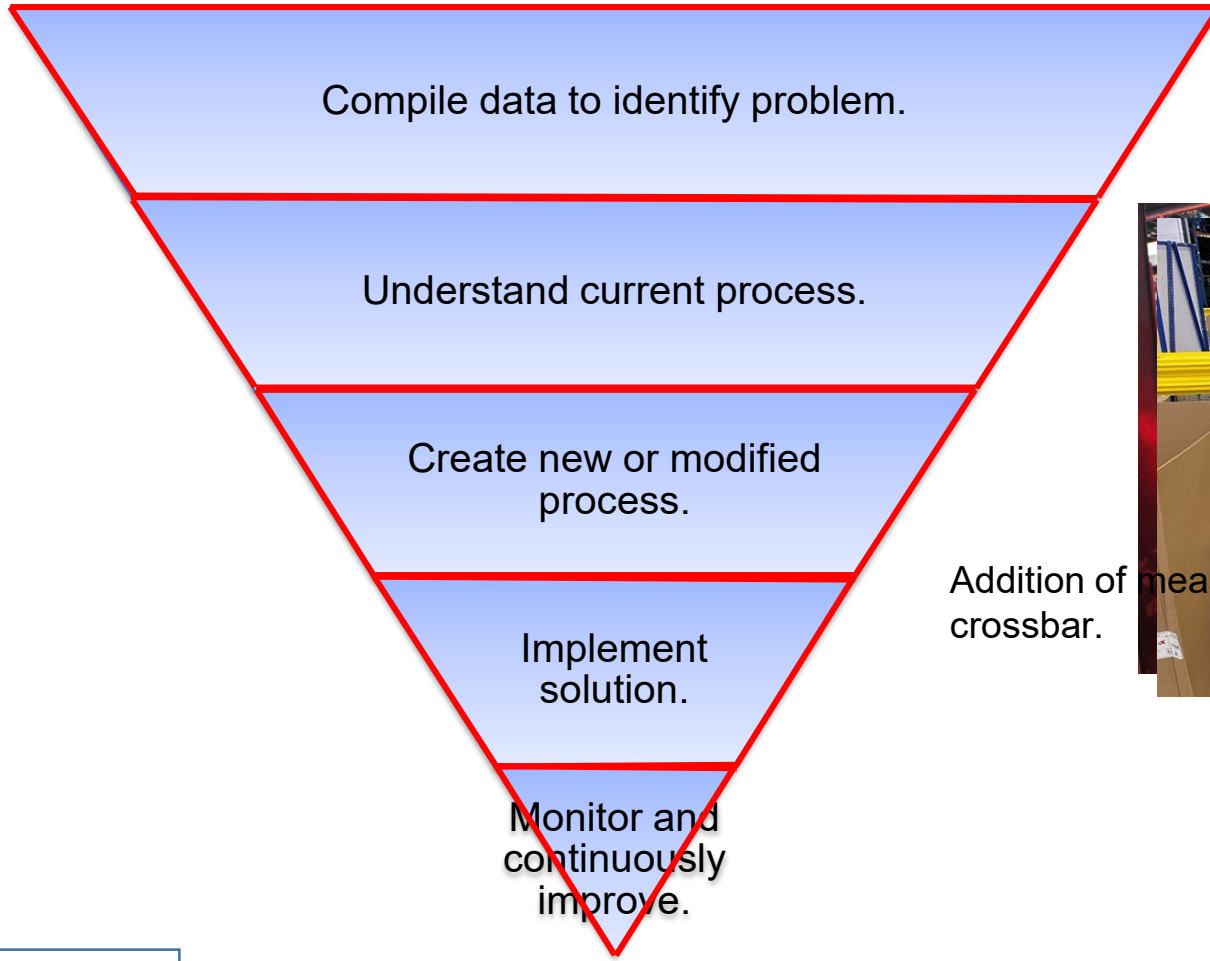 Compile data to identify problem.
Understand current process.
Create new or modified
process.
Implement
solution.
Addition of mea
crossbar.
Monitor and
continuously
improve.